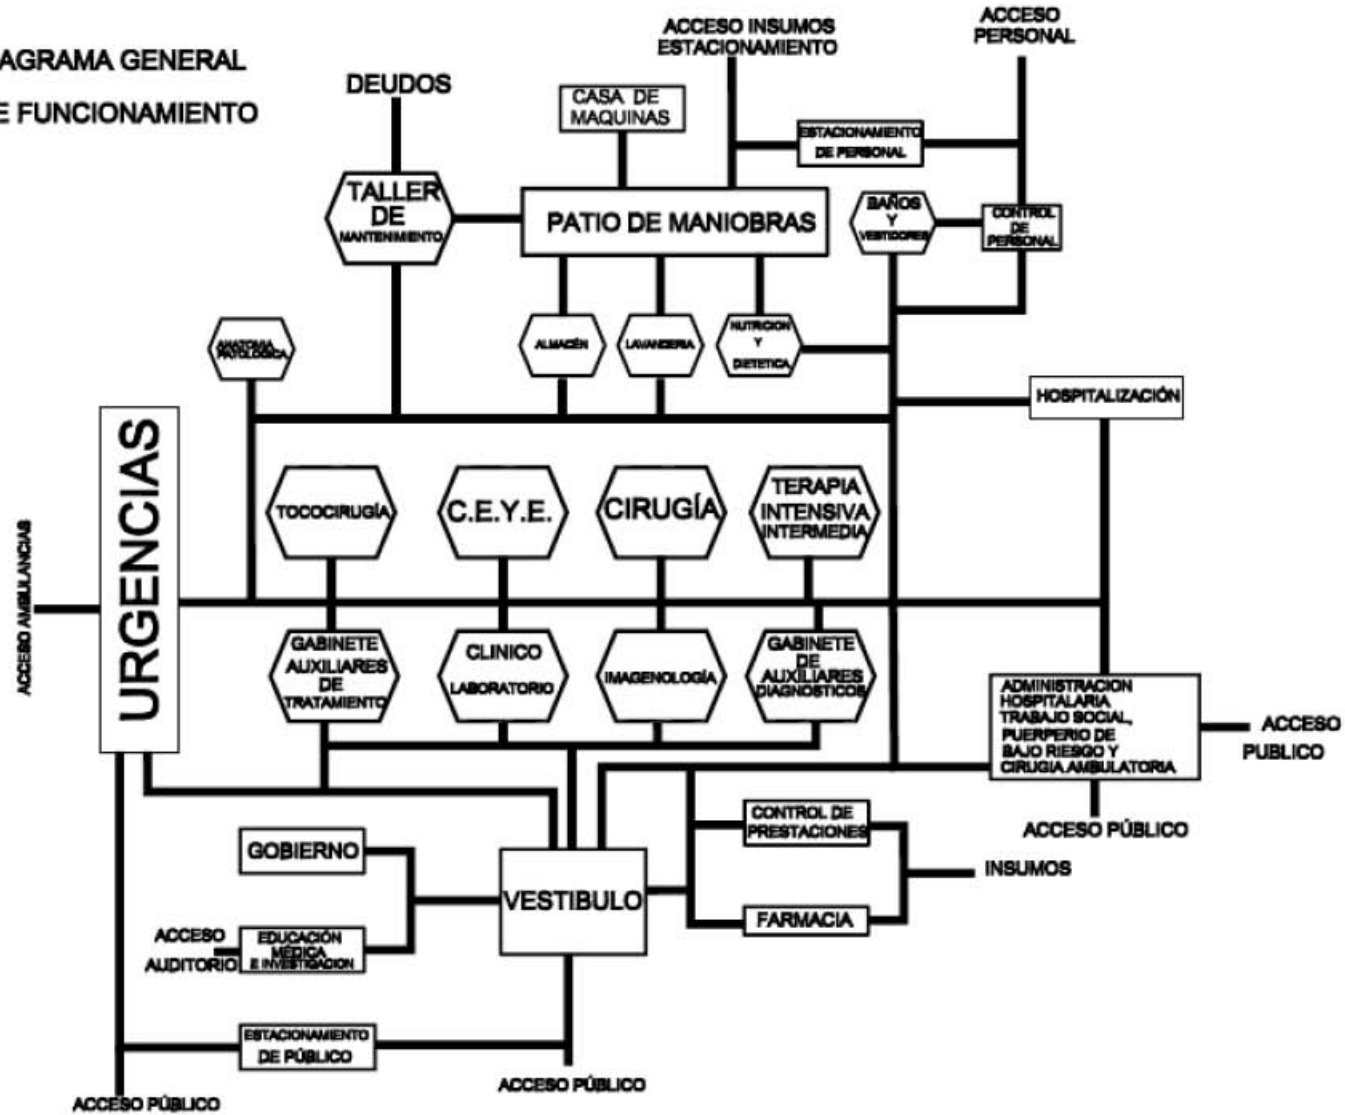 AGRAMA GENERAL
E FUNCIONAMIENTO
DEUDOS
ACCESO INSUMOS
ESTACIONAMIENTO
ACCESO
PERSONAL
CASA DE
MAQUINAS
ESTACIONAMIENTO
DE PERSONAL
TALLER
DE
MANTENIMIENTO
PATIO DE MANIOBRAS
BAÑOS
Y
VESTIDORES
CONTROL
DE
PERSONAL
ANATOMIA
PATOLOGICA
ALMACÉN
LAVANDERIA
NUTRICION
Y
DIETETICA
HOSPITALIZACIÓN
URGENCIAS
ACCESO AMBULANCIAS
TOCOCIRUGÍA
C.E.Y.E.
CIRUGÍA
TERAPIA
INTENSIVA
INTERMEDIA
GABINETE
AUXILIARES
DE
TRATAMIENTO
CLINICO
LABORATORIO
IMAGENOLOGÍA
GABINETE
DE
AUXILIARES
DIAGNOSTICOS
ADMINISTRACION
HOSPITALARIA
TRABAJO SOCIAL,
PUERPERIO DE
BAJO RIESGO Y
CIRUGIA AMBULATORIA
ACCESO
PUBLICO
ACCESO PÚBLICO
GOBIERNO
VESTIBULO
CONTROL DE
PRESTACIONES
INSUMOS
FARMACIA
ACCESO
AUDITORIO
EDUCACIÓN
MÉDICA
E INVESTIGACION
ESTACIONAMIENTO
DE PÚBLICO
ACCESO PÚBLICO
ACCESO PÚBLICO